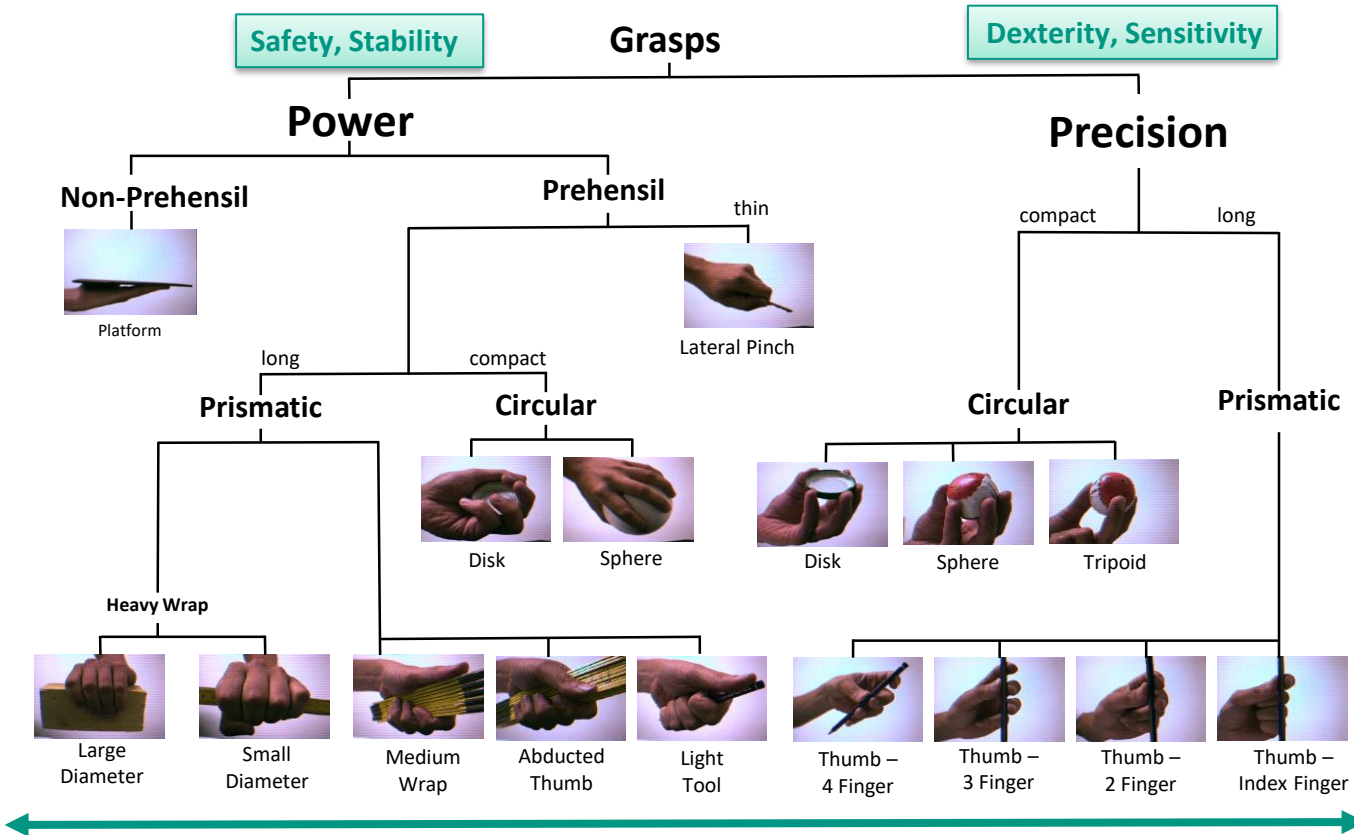 Safety, Stability
Grasps
Dexterity, Sensitivity
Power
Precision
Non-Prehensil
Prehensil
thin
compact
long
Platform
Lateral Pinch
long
compact
Prismatic
Circular
Circular
Prismatic
Disk
Sphere
Disk
Sphere
Tripoid
Heavy Wrap
Large
Diameter
Small
Diameter
Medium
Wrap
Abducted
Thumb
Light
Tool
Thumb –
4 Finger
Thumb –
3 Finger
Thumb –
2 Finger
Thumb –
Index Finger